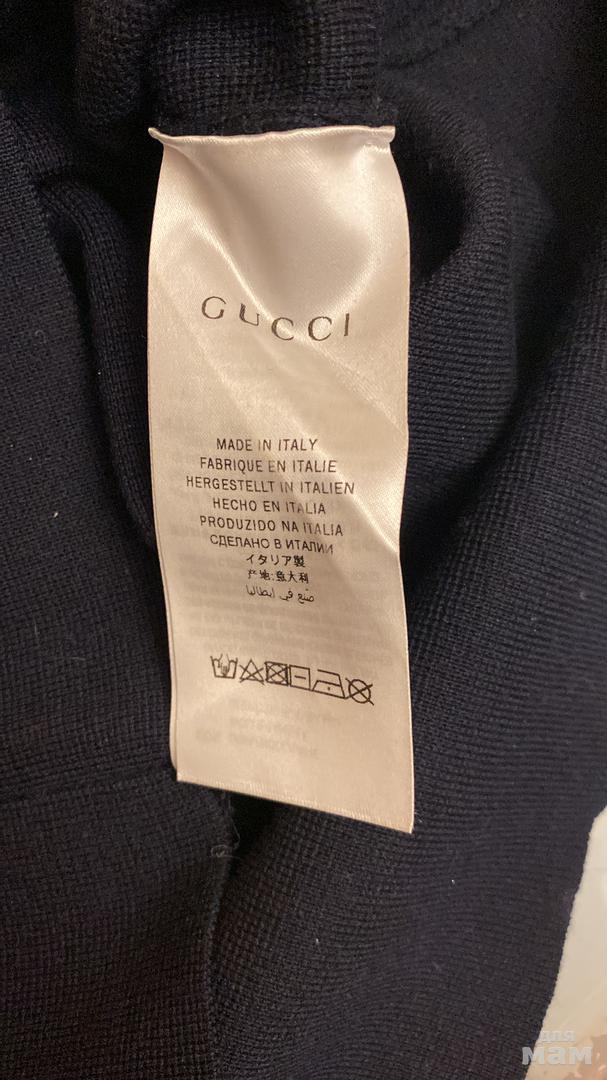 GUCCI
MADE IN ITALY
FABRIQUE EN ITALIE
HERGESTELLT IN ITALIEN
HECHO EN ITALIA
PRODUZIDO NA ITALIA
СДЕЛАНО В ИТАЛИИ
イタリア製
产地:意大利
صنع في ايطاليا
для
мам